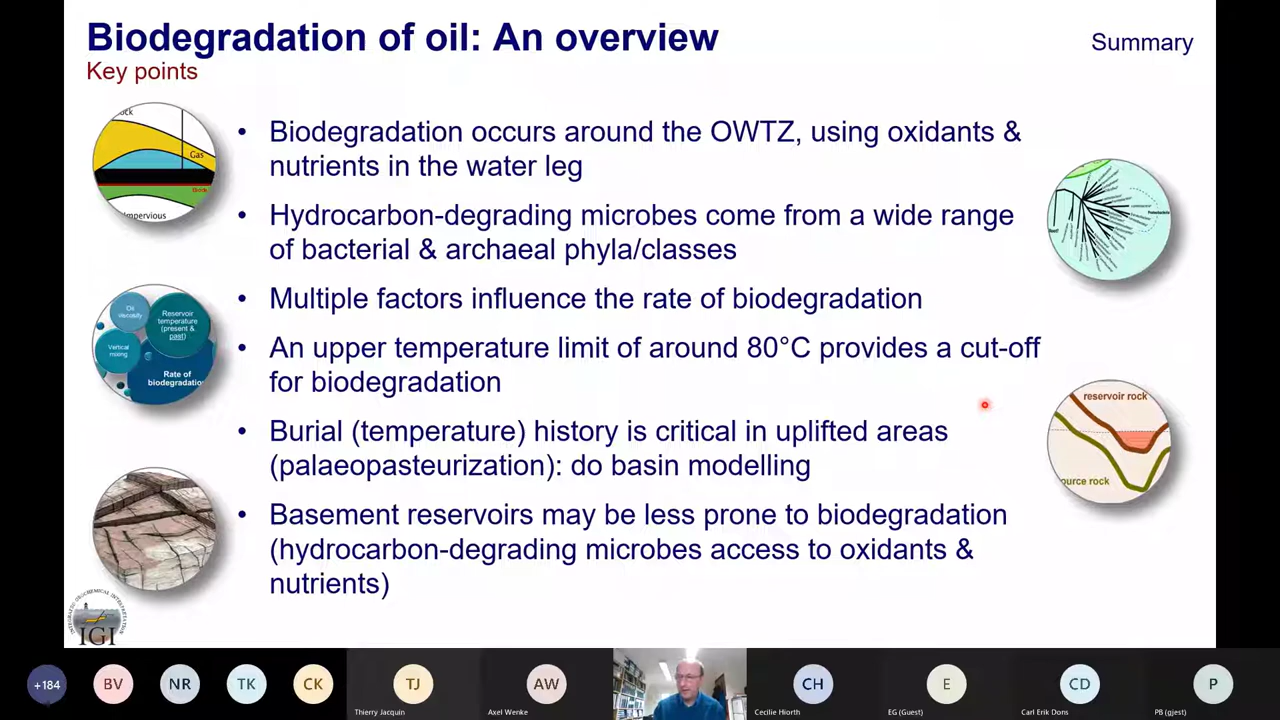 Biodegradation of oil: An overview
Summary
Key points
Gas
Impervious
• Biodegradation occurs around the OWTZ, using oxidants &
nutrients in the water leg
• Hydrocarbon-degrading microbes come from a wide range
of bacterial & archaeal phyla/classes
• Multiple factors influence the rate of biodegradation
Oil
viscosity
Reservoir
temperature
(present &
past)
Vertical
mixing
Rate of
biodegradation
• An upper temperature limit of around 80°C provides a cut-off
for biodegradation
• Burial (temperature) history is critical in uplifted areas
(palaeopasteurization): do basin modelling
reservoir rock
ource rock
• Basement reservoirs may be less prone to biodegradation
(hydrocarbon-degrading microbes access to oxidants &
nutrients)
INTEGRATED GEOCHEMICAL INTERPRETATION
IGI
+184
BV
NR
TK
CK
TJ
Thierry Jacquin
AW
Axel Wenke
CH
Cecilie Hiorth
E
EG (Guest)
CD
Carl Erik Dons
P
PB (gjest)